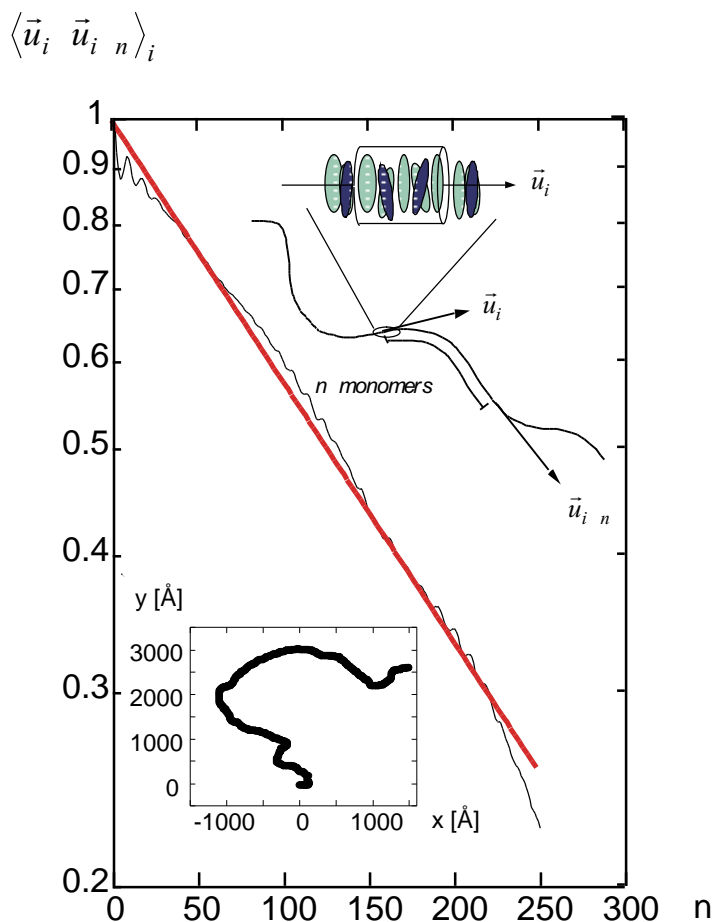 ⟨u⃗ᵢ u⃗ᵢ ₙ⟩ᵢ
1
0.9
0.8
0.7
0.6
0.5
0.4
0.3
0.2
0 50 100 150 200 250 300 n
u⃗ᵢ
u⃗ᵢ
n monomers
u⃗ᵢ ₙ
y [Å]
3000
2000
1000
0
-1000 0 1000 x [Å]